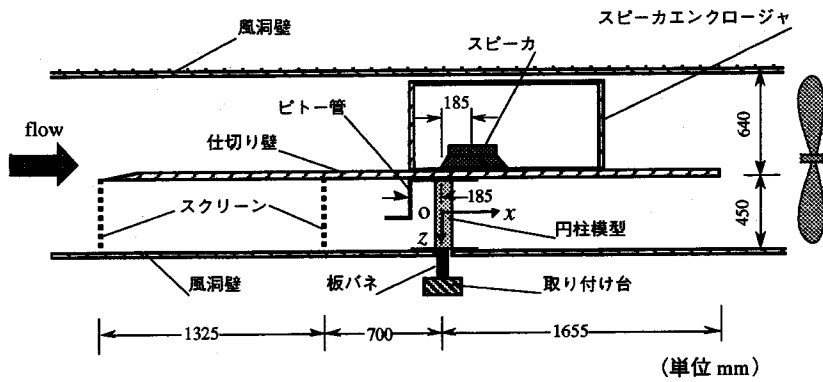 風洞壁
スピーカエンクロージャ
スピーカ
ピトー管
185
flow
仕切り壁
640
スクリーン
185
O
x
z
円柱模型
450
風洞壁
板バネ
取り付け台
1325
700
1655
(単位 mm)